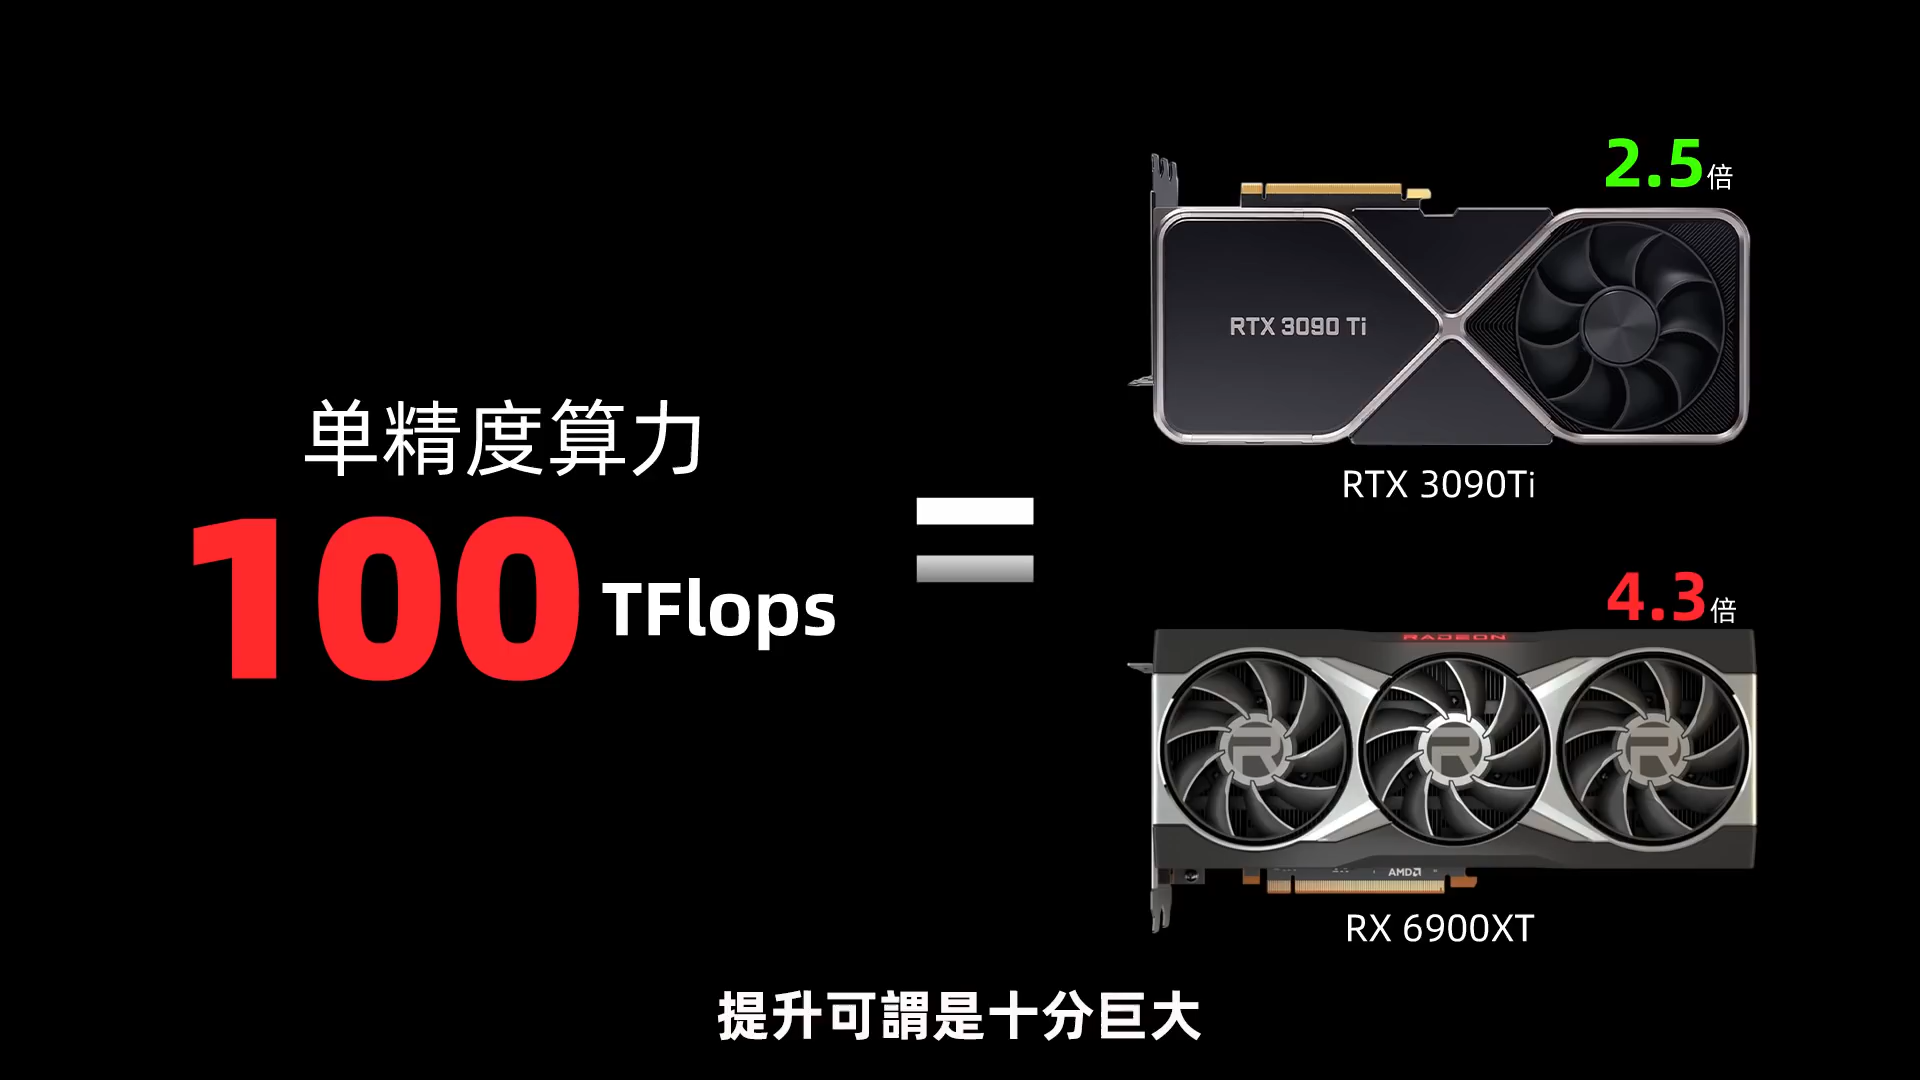 单精度算力
100 TFlops
2.5倍
RTX 3090 Ti
RTX 3090Ti
4.3倍
RADEON
R
R
R
AMD
RX 6900XT
提升可謂是十分巨大